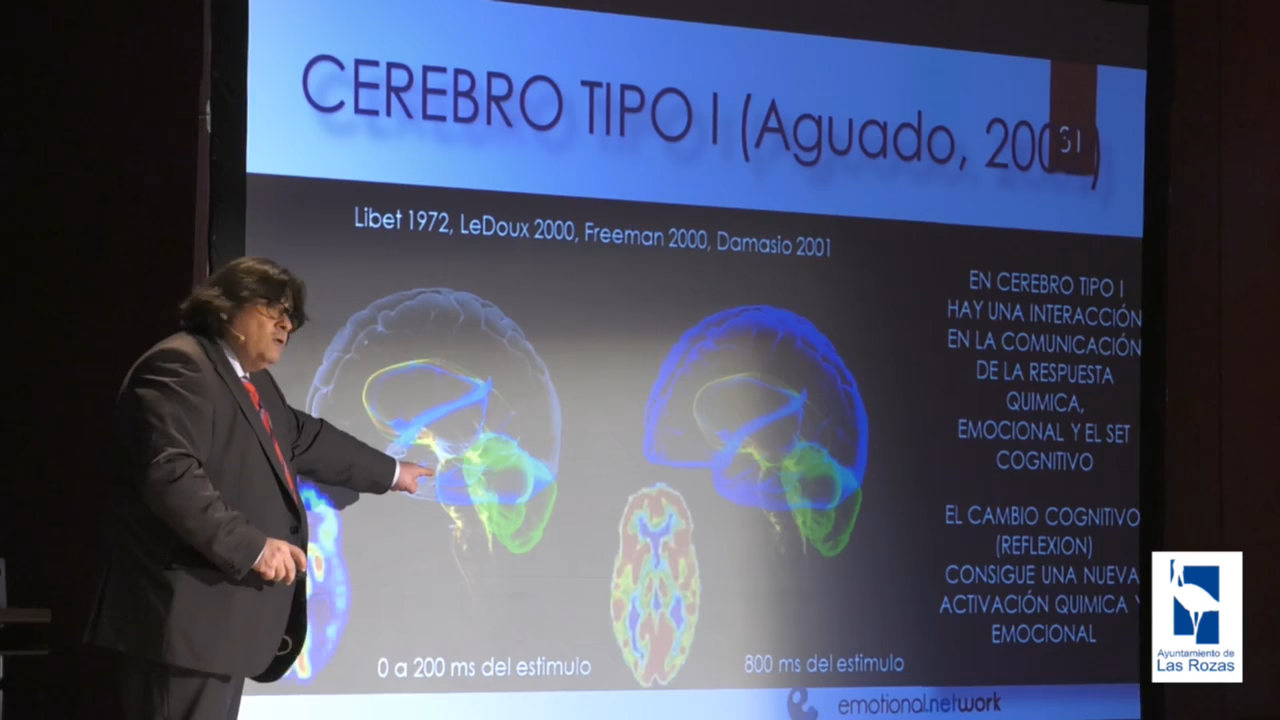 CEREBRO TIPO I (Aguado, 200
51
Libet 1972, LeDoux 2000, Freeman 2000, Damasio 2001
EN CEREBRO TIPO I
HAY UNA INTERACCIÓN
EN LA COMUNICACIÓN
DE LA RESPUESTA
QUIMICA,
EMOCIONAL Y EL SET
COGNITIVO
EL CAMBIO COGNITIVO
(REFLEXION)
CONSIGUE UNA NUEVA
ACTIVACIÓN QUIMICA Y
EMOCIONAL
0 a 200 ms del estimulo
800 ms del estimulo
emotional.network
Ayuntamiento de
Las Rozas